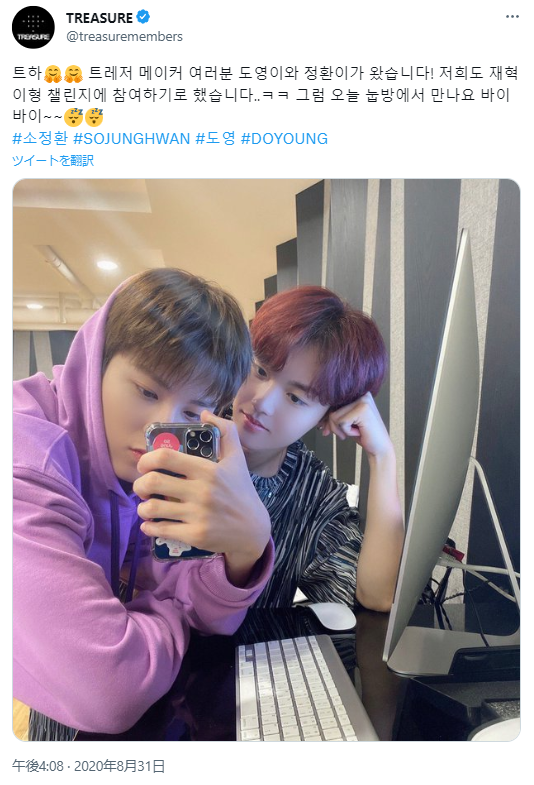 TREASURE
TREASURE
@treasuremembers
트하🤗🤗 트레저 메이커 여러분 도영이와 정환이가 왔습니다! 저희도 재혁
이형 챌린지에 참여하기로 했습니다..ㅋㅋ 그럼 오늘 눕방에서 만나요 바이
바이~~😴😴
#소정환 #SOJUNGHWAN #도영 #DOYOUNG
ツイートを翻訳
午後4:08 · 2020年8月31日